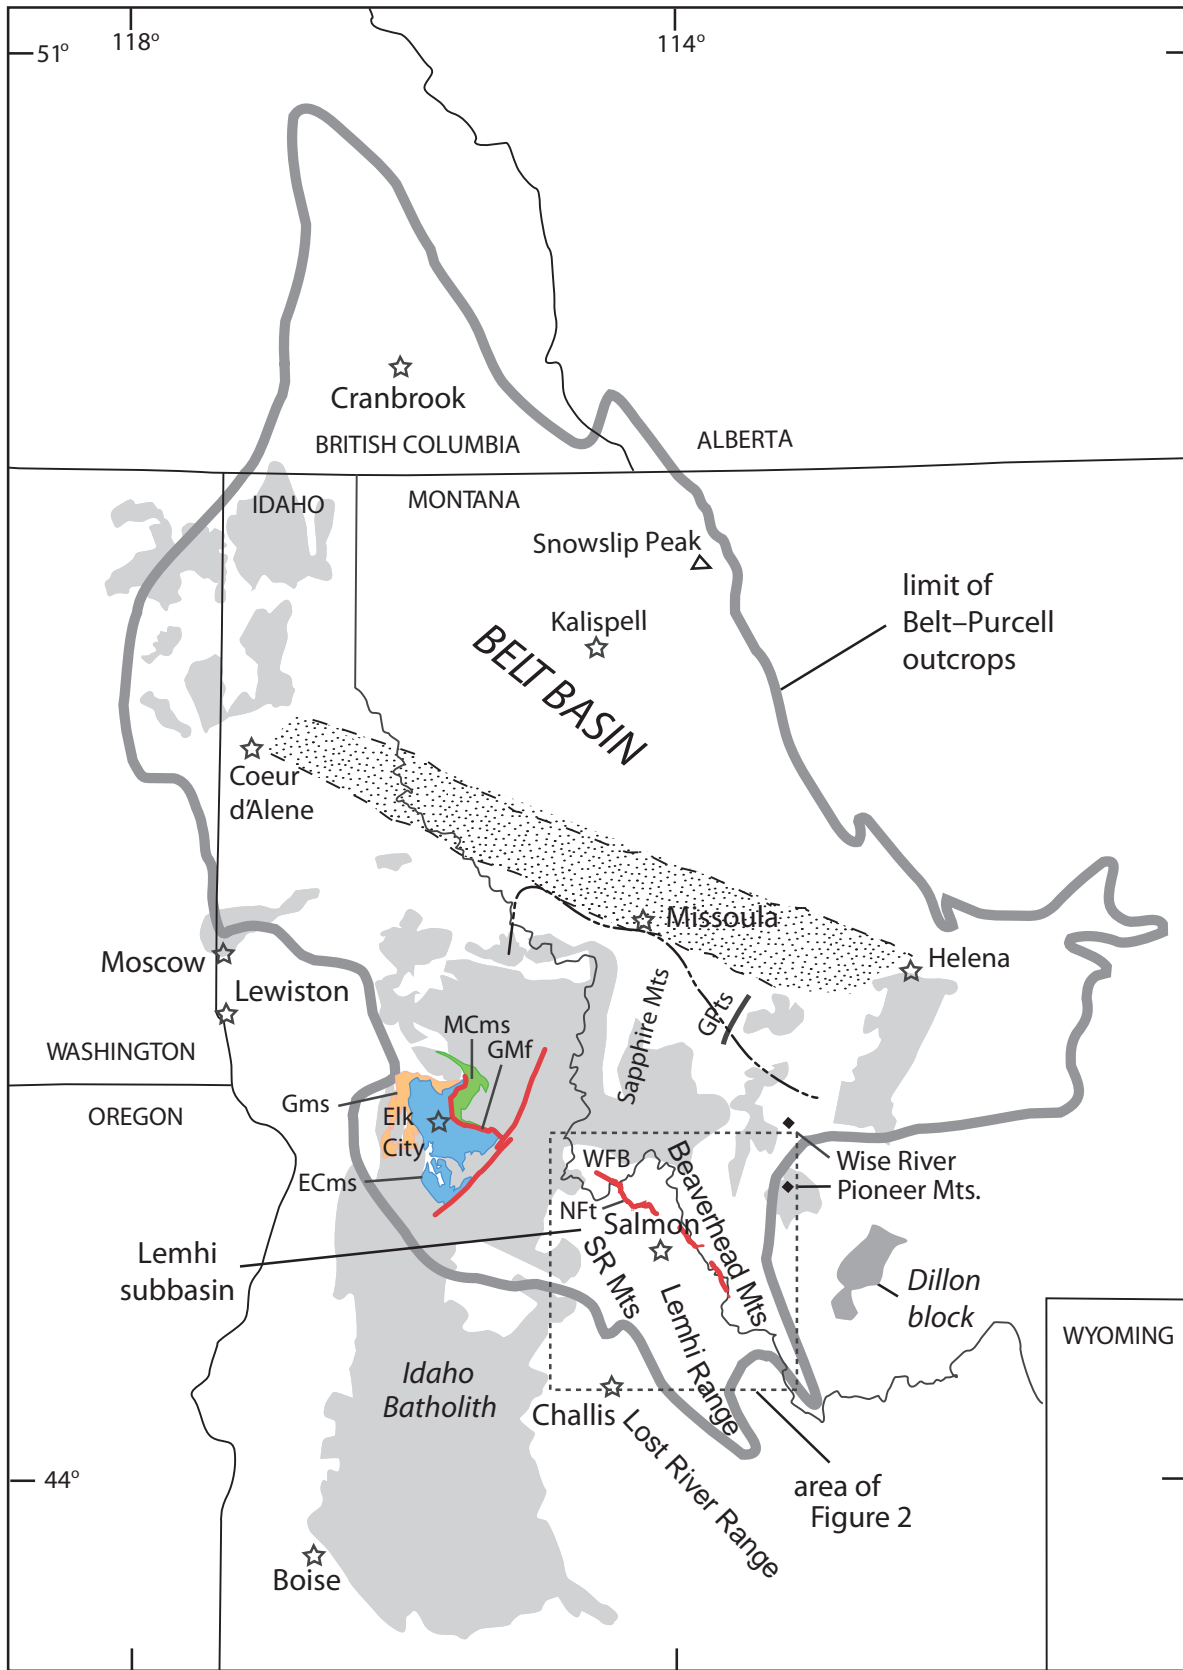 118°
114°
51°
Cranbrook
BRITISH COLUMBIA
ALBERTA
IDAHO
MONTANA
Snowslip Peak
Kalispell
limit of
Belt–Purcell
outcrops
BELT BASIN
Coeur
d'Alene
Missoula
Helena
Moscow
Lewiston
Sapphire Mts
GPts
MCms
GMf
WASHINGTON
OREGON
Gms
Elk
City
ECms
WFB
Beaverhead Mts
Wise River
Pioneer Mts.
NFt
Salmon
Lemhi
subbasin
SR Mts
Lemhi Range
Dillon
block
WYOMING
Idaho
Batholith
Challis
Lost River Range
44°
area of
Figure 2
Boise